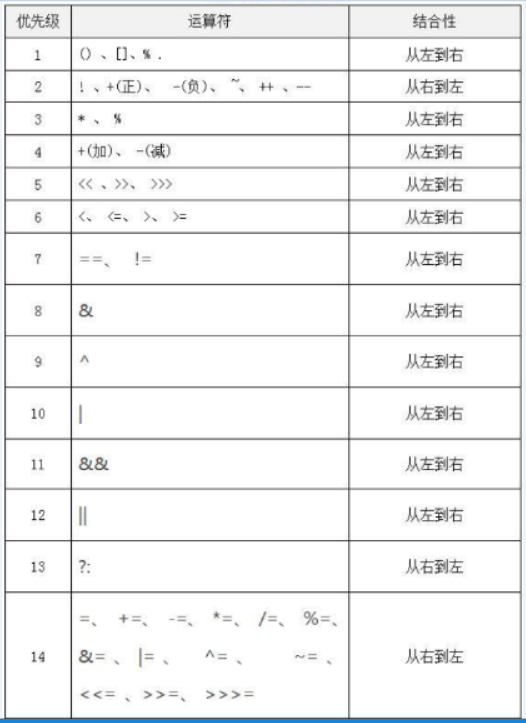 优先级 运算符 结合性
1 () 、[]、% . 从左到右
2 ! 、+(正)、 -(负)、 ~、 ++ 、-- 从右到左
3 * 、 % 从左到右
4 +(加)、 -(减) 从左到右
5 << 、>>、 >>> 从左到右
6 <、 <=、 >、 >= 从左到右
7 ==、 != 从左到右
8 & 从左到右
9 ^ 从左到右
10 | 从左到右
11 && 从左到右
12 || 从左到右
13 ?: 从右到左
=、 +=、 -=、 *=、 /=、 %=、
14 &= 、 |= 、 ^= 、 ~= 、 从右到左
<<= 、>>=、 >>>=